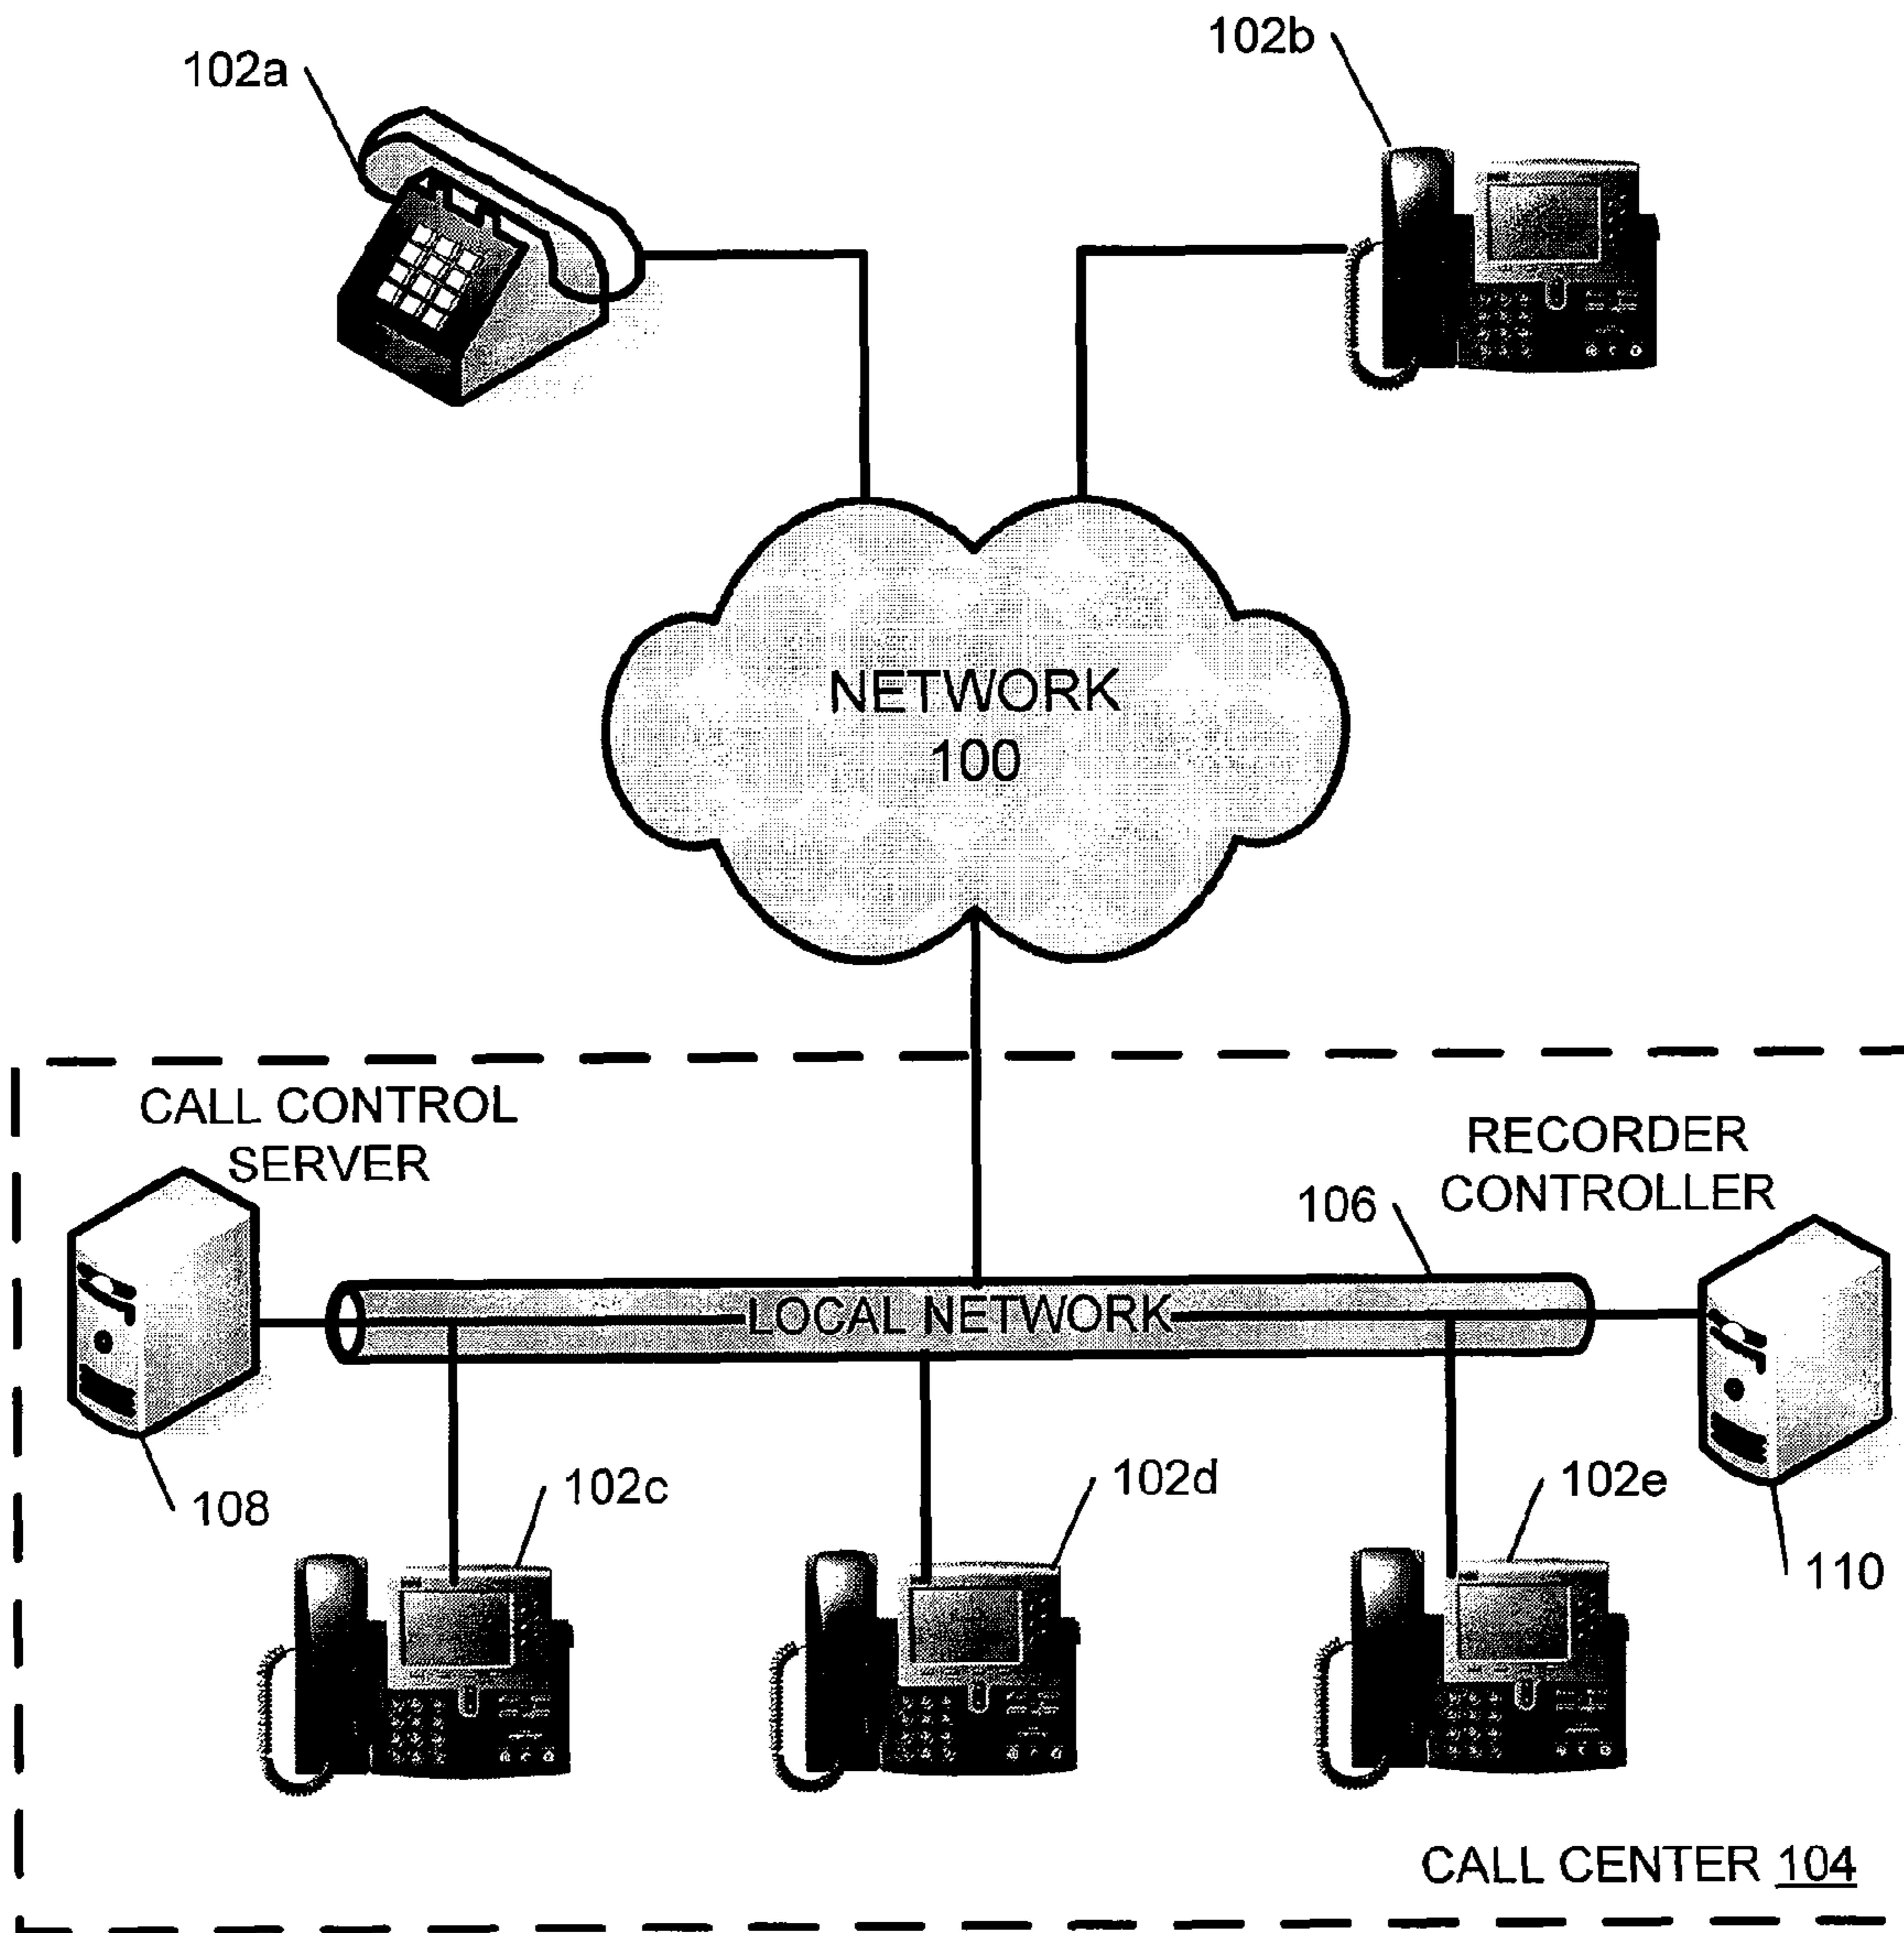 102a
102b
NETWORK
100
CALL CONTROL
SERVER
RECORDER
CONTROLLER
106
LOCAL NETWORK
108
102c
102d
102e
110
CALL CENTER 104